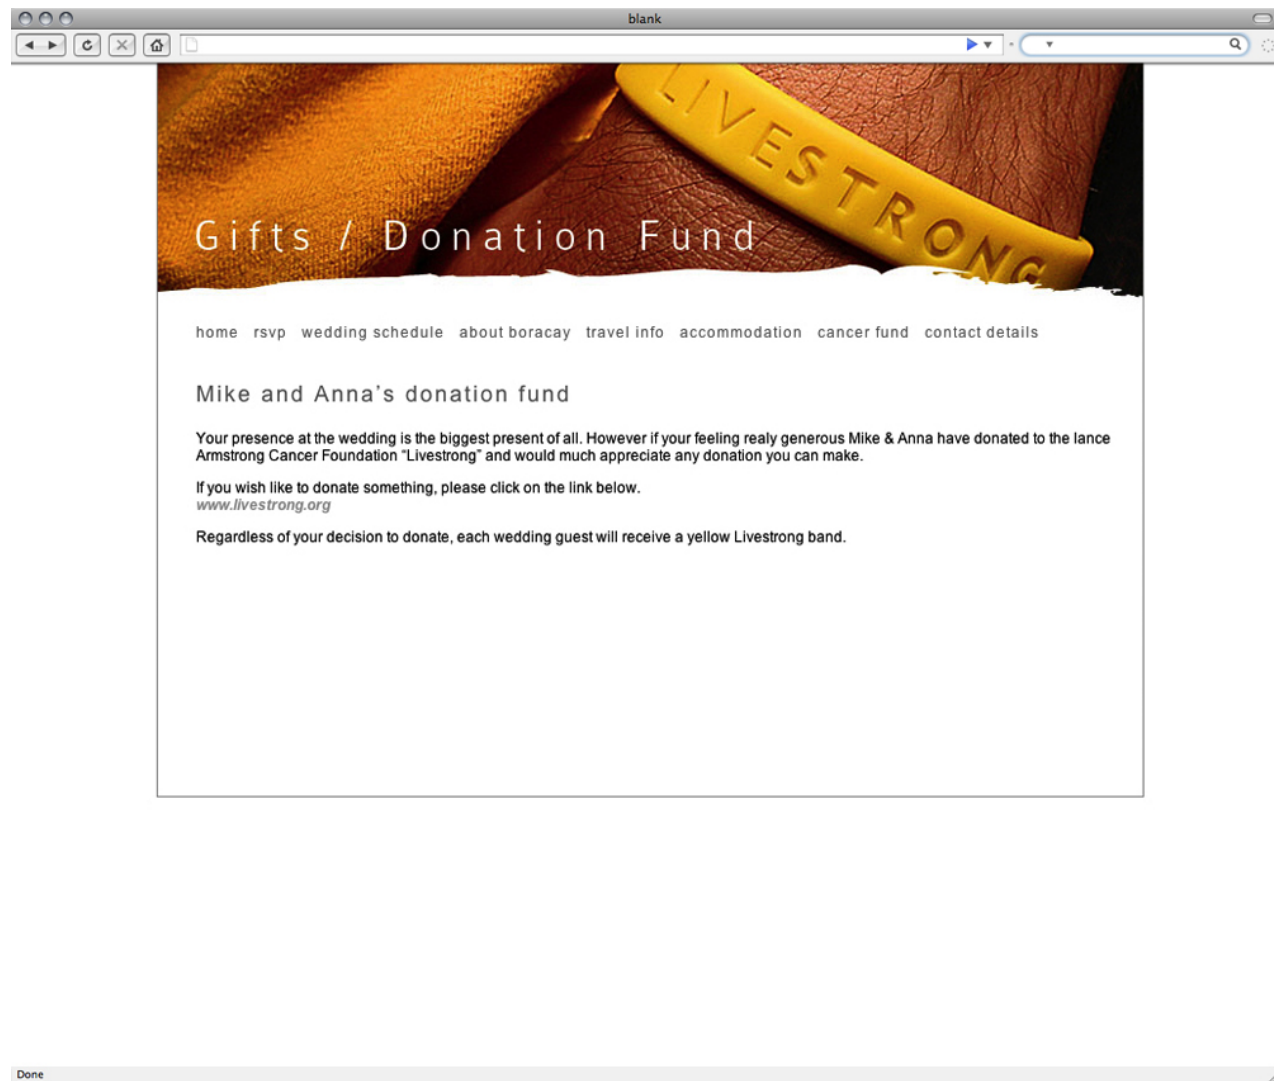 blank
LIVESTRONG
Gifts / Donation Fund
home rsvp wedding schedule about boracay travel info accommodation cancer fund contact details
Mike and Anna's donation fund
Your presence at the wedding is the biggest present of all. However if your feeling realy generous Mike & Anna have donated to the lance
Armstrong Cancer Foundation “Livestrong” and would much appreciate any donation you can make.
If you wish like to donate something, please click on the link below.
www.livestrong.org
Regardless of your decision to donate, each wedding guest will receive a yellow Livestrong band.
Done